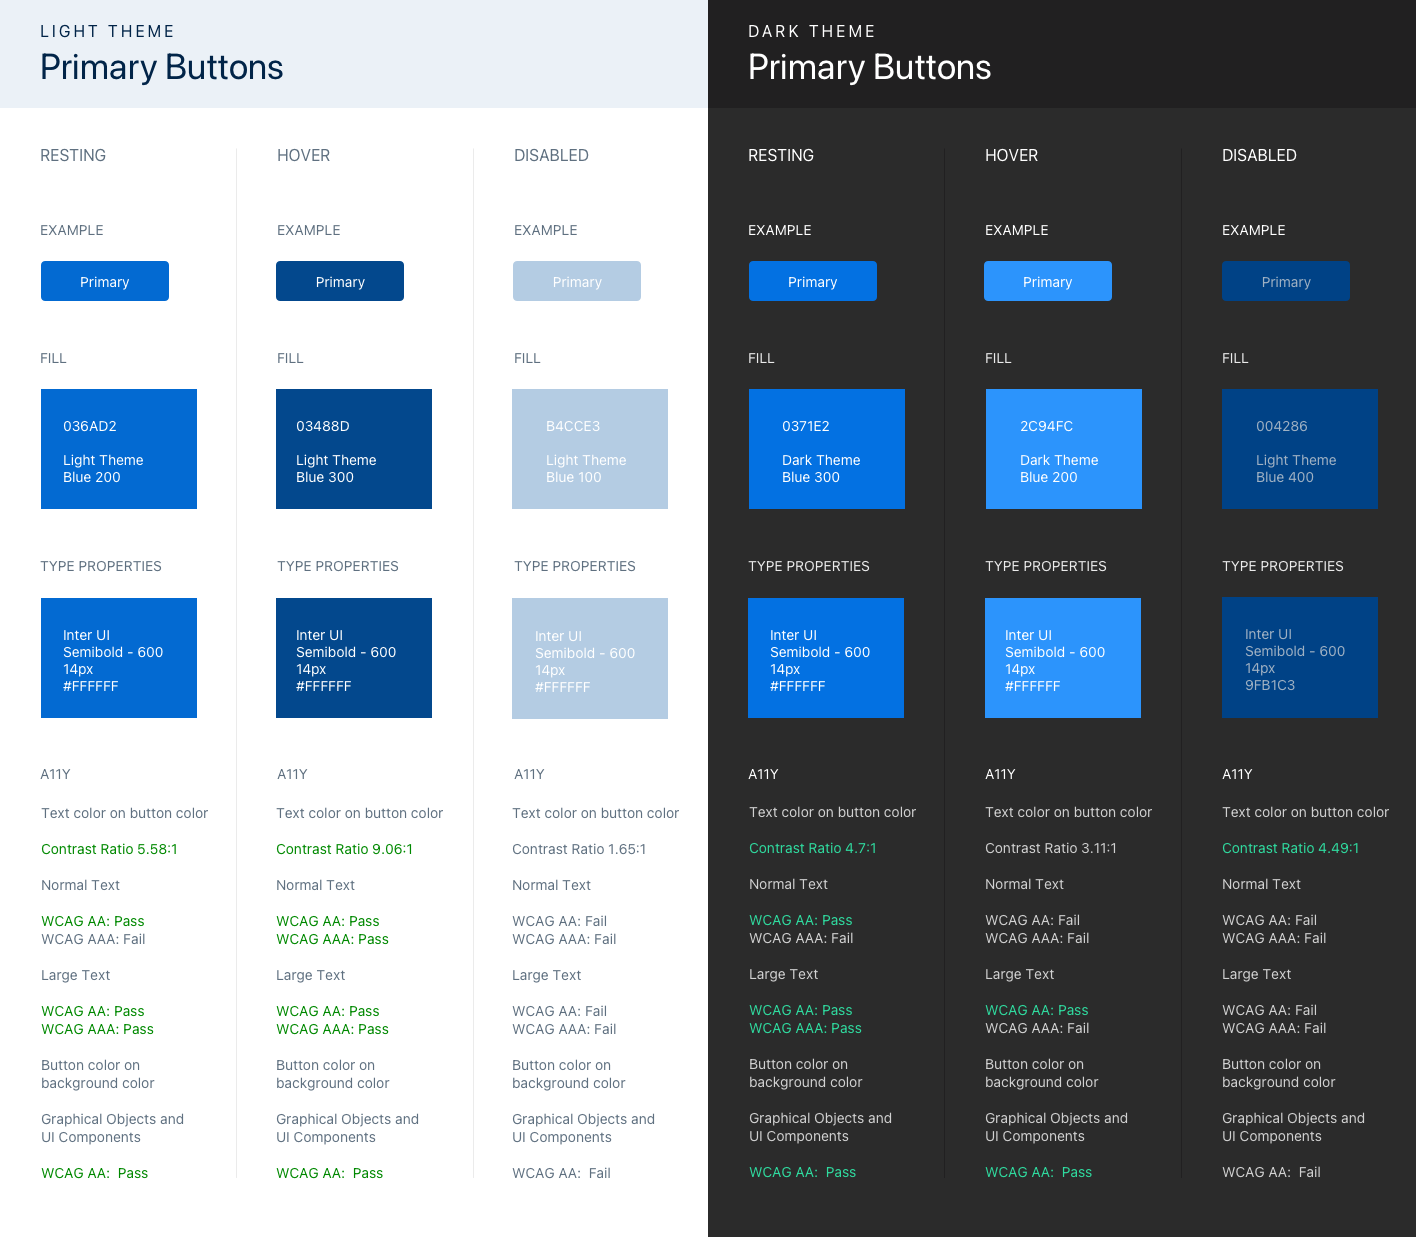 LIGHT THEME
Primary Buttons
RESTING
EXAMPLE
Primary
FILL
036AD2
Light Theme
Blue 200
TYPE PROPERTIES
Inter UI
Semibold - 600
14px
#FFFFFF
A11Y
Text color on button color
Contrast Ratio 5.58:1
Normal Text
WCAG AA: Pass
WCAG AAA: Fail
Large Text
WCAG AA: Pass
WCAG AAA: Pass
Button color on
background color
Graphical Objects and
UI Components
WCAG AA: Pass
HOVER
EXAMPLE
Primary
FILL
03488D
Light Theme
Blue 300
TYPE PROPERTIES
Inter UI
Semibold - 600
14px
#FFFFFF
A11Y
Text color on button color
Contrast Ratio 9.06:1
Normal Text
WCAG AA: Pass
WCAG AAA: Pass
Large Text
WCAG AA: Pass
WCAG AAA: Pass
Button color on
background color
Graphical Objects and
UI Components
WCAG AA: Pass
DISABLED
EXAMPLE
Primary
FILL
B4CCE3
Light Theme
Blue 100
TYPE PROPERTIES
Inter UI
Semibold - 600
14px
#FFFFFF
A11Y
Text color on button color
Contrast Ratio 1.65:1
Normal Text
WCAG AA: Fail
WCAG AAA: Fail
Large Text
WCAG AA: Fail
WCAG AAA: Fail
Button color on
background color
Graphical Objects and
UI Components
WCAG AA: Fail
DARK THEME
Primary Buttons
RESTING
EXAMPLE
Primary
FILL
0371E2
Dark Theme
Blue 300
TYPE PROPERTIES
Inter UI
Semibold - 600
14px
#FFFFFF
A11Y
Text color on button color
Contrast Ratio 4.7:1
Normal Text
WCAG AA: Pass
WCAG AAA: Fail
Large Text
WCAG AA: Pass
WCAG AAA: Pass
Button color on
background color
Graphical Objects and
UI Components
WCAG AA: Pass
HOVER
EXAMPLE
Primary
FILL
2C94FC
Dark Theme
Blue 200
TYPE PROPERTIES
Inter UI
Semibold - 600
14px
#FFFFFF
A11Y
Text color on button color
Contrast Ratio 3.11:1
Normal Text
WCAG AA: Fail
WCAG AAA: Fail
Large Text
WCAG AA: Pass
WCAG AAA: Fail
Button color on
background color
Graphical Objects and
UI Components
WCAG AA: Pass
DISABLED
EXAMPLE
Primary
FILL
004286
Light Theme
Blue 400
TYPE PROPERTIES
Inter UI
Semibold - 600
14px
9FB1C3
A11Y
Text color on button color
Contrast Ratio 4.49:1
Normal Text
WCAG AA: Fail
WCAG AAA: Fail
Large Text
WCAG AA: Fail
WCAG AAA: Fail
Button color on
background color
Graphical Objects and
UI Components
WCAG AA: Fail